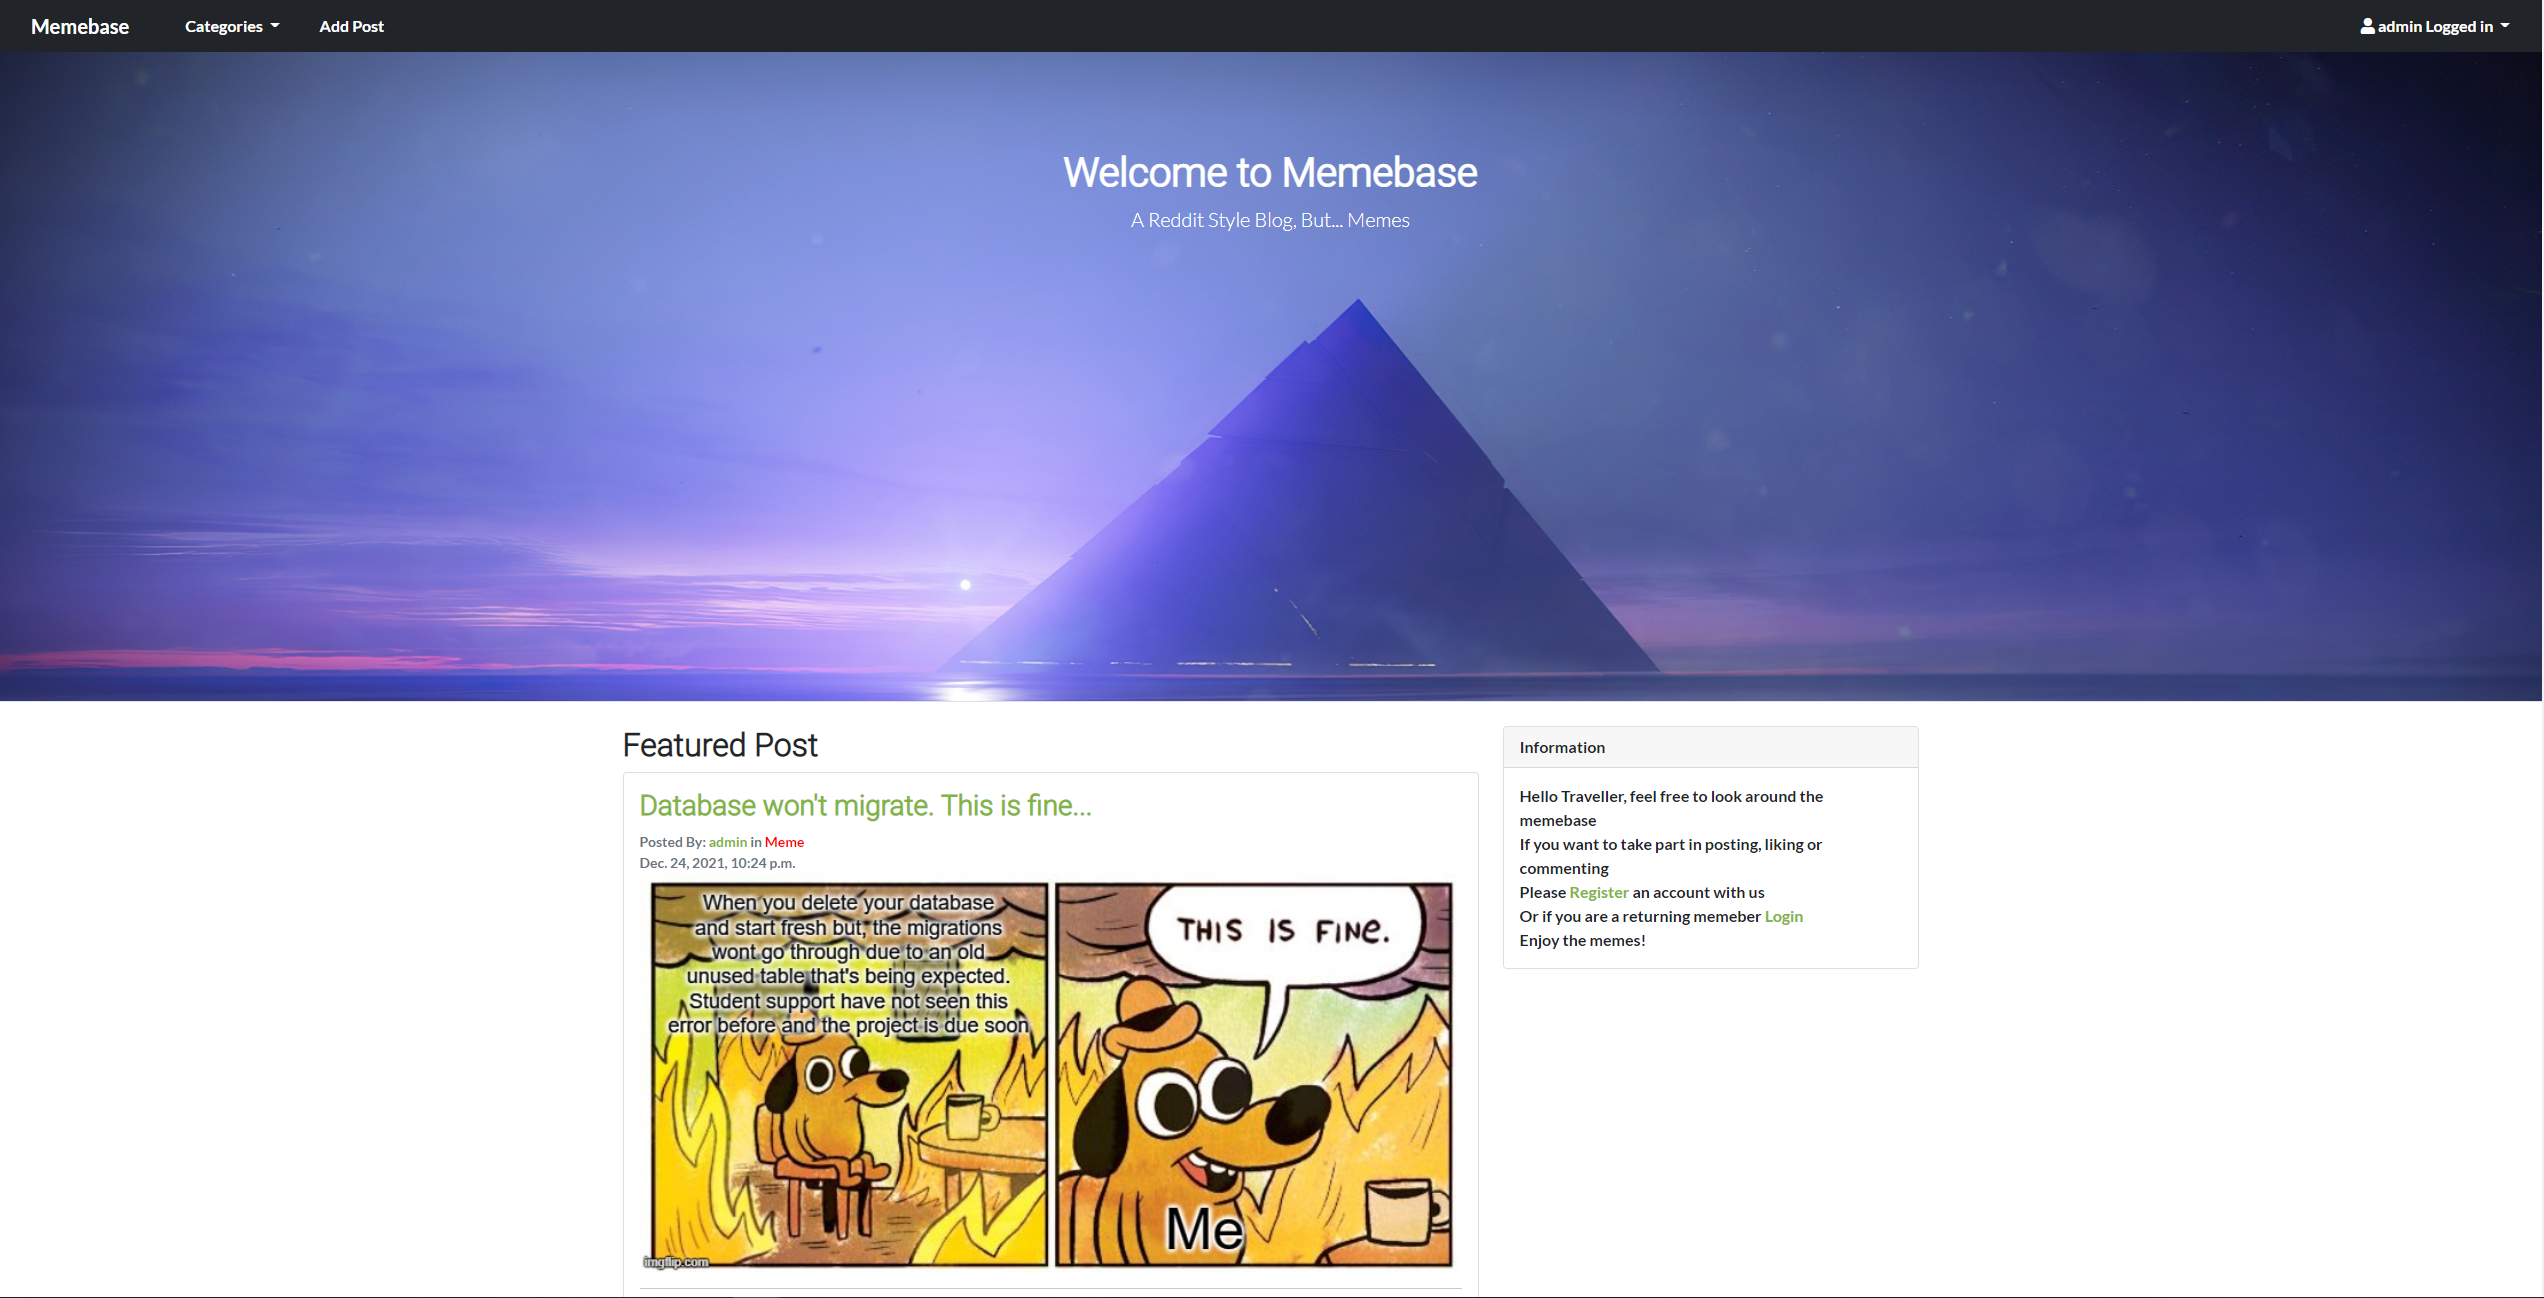 Memebase
Categories
Add Post
admin Logged in
Welcome to Memebase
A Reddit Style Blog, But... Memes
Featured Post
Database won't migrate. This is fine...
Posted By: admin in Meme
Dec. 24, 2021, 10:24 p.m.
When you delete your database
and start fresh but, the migrations
wont go through due to an old
unused table that's being expected.
Student support have not seen this
error before and the project is due soon
THIS IS FINE.
Me
imgflip.com
Information
Hello Traveller, feel free to look around the
memebase
If you want to take part in posting, liking or
commenting
Please Register an account with us
Or if you are a returning memeber Login
Enjoy the memes!